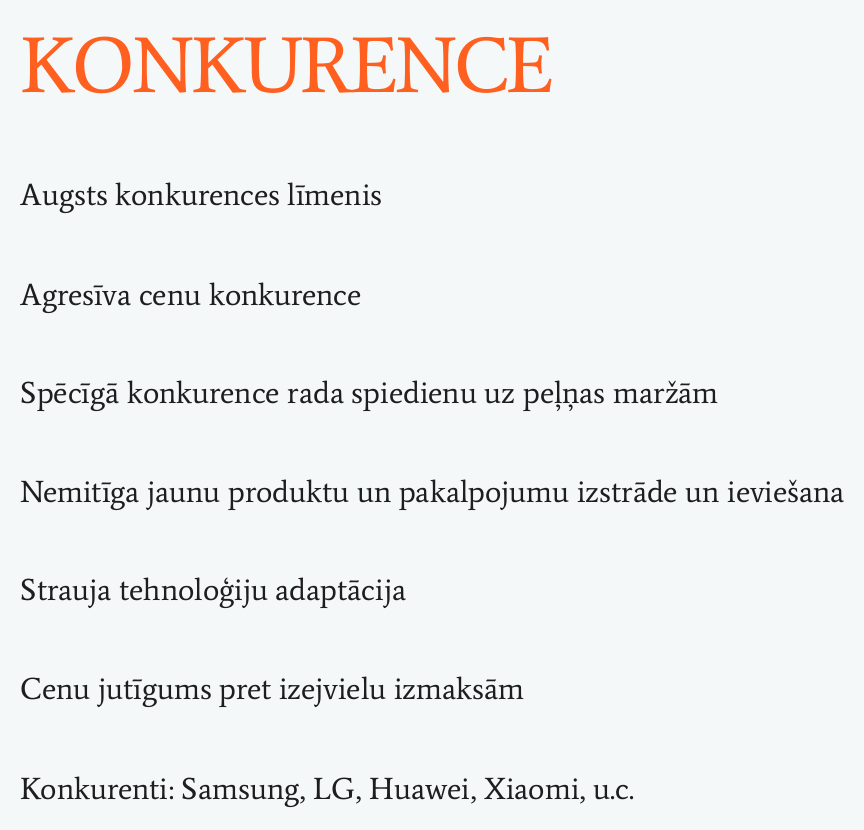 KONKURENCE
Augsts konkurences līmenis
Agresīva cenu konkurence
Spēcīgā konkurence rada spiedienu uz peļņas maržām
Nemitīga jaunu produktu un pakalpojumu izstrāde un ieviešana
Strauja tehnoloģiju adaptācija
Cenu jutīgums pret izejvielu izmaksām
Konkurenti: Samsung, LG, Huawei, Xiaomi, u.c.